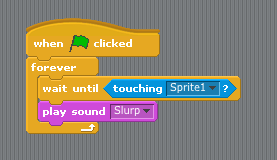 when clicked
forever
wait until touching Sprite1 ?
play sound Slurp